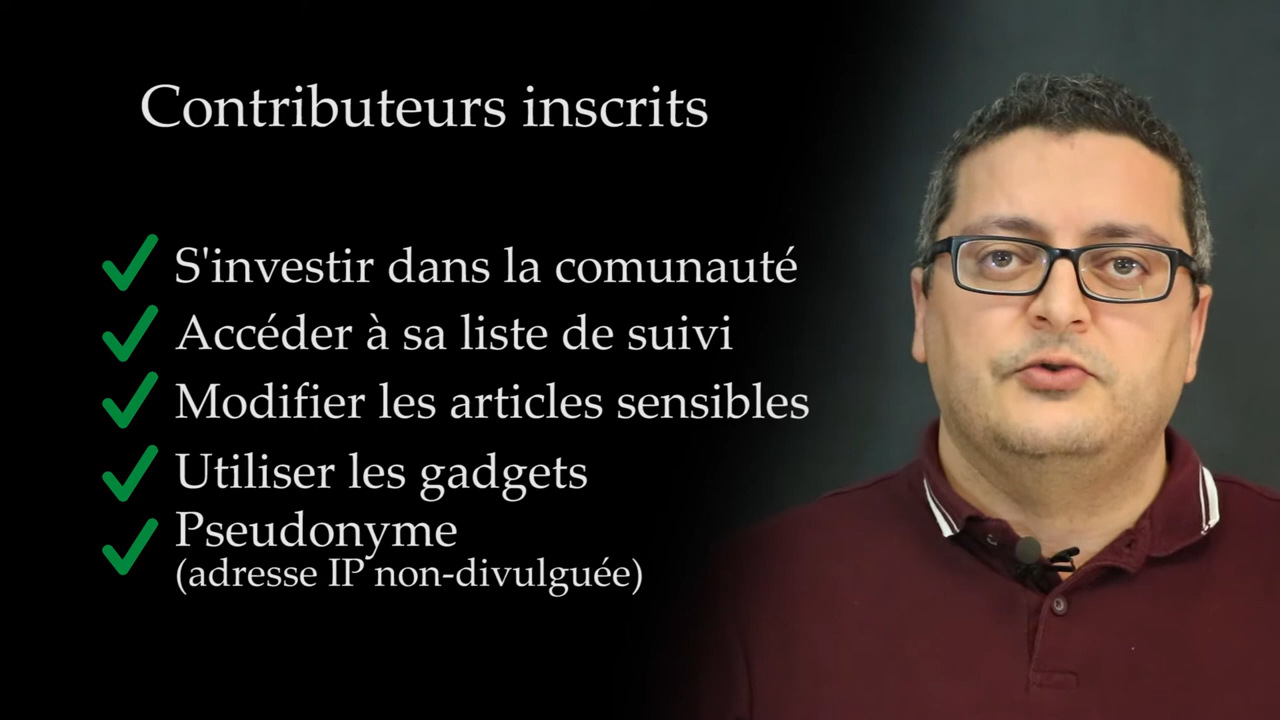 Contributeurs inscrits
S'investir dans la comunauté
Accéder à sa liste de suivi
Modifier les articles sensibles
Utiliser les gadgets
Pseudonyme
(adresse IP non-divulguée)